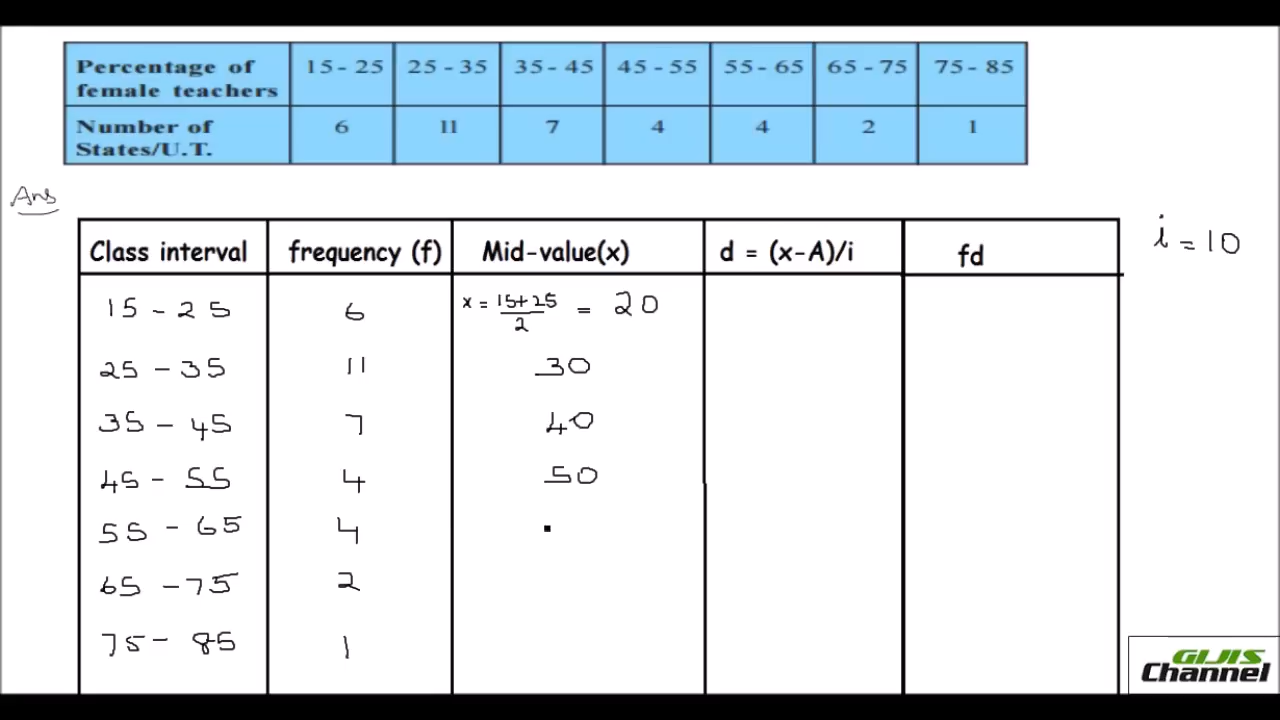 Percentage of female teachers 15 - 25 25 - 35 35 - 45 45 - 55 55 - 65 65 - 75 75 - 85
Number of States/U.T. 6 11 7 4 4 2 1
Ans
i = 10
Class interval frequency (f) Mid-value(x) d = (x-A)/i fd
15 - 25 6 x = 15+25/2 = 20
25 - 35 11 30
35 - 45 7 40
45 - 55 4 50
55 - 65 4
65 - 75 2
75 - 85 1
GIJIS
Channel